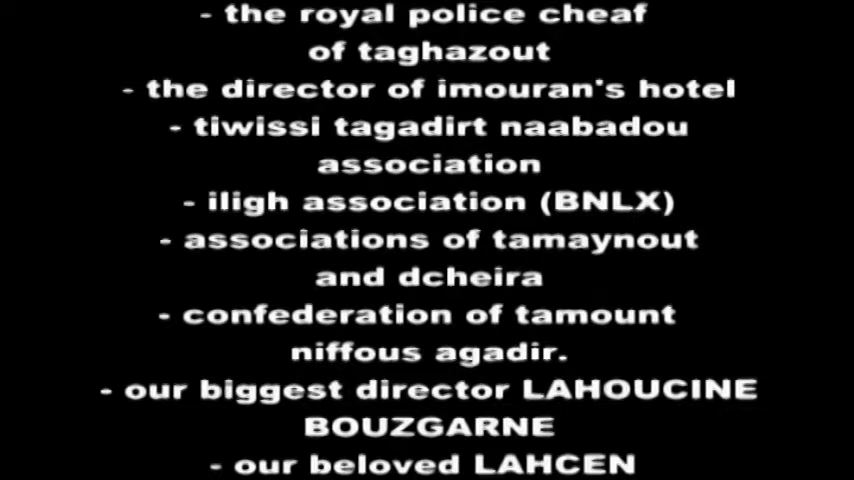 - the royal police cheaf
of taghazout
- the director of imouran's hotel
- tiwissi tagadirt naabadou
association
- iligh association (BNLX)
- associations of tamaynout
and dcheira
- confederation of tamount
niffous agadir.
- our biggest director LAHOUCINE
BOUZGARNE
- our beloved LAHCEN